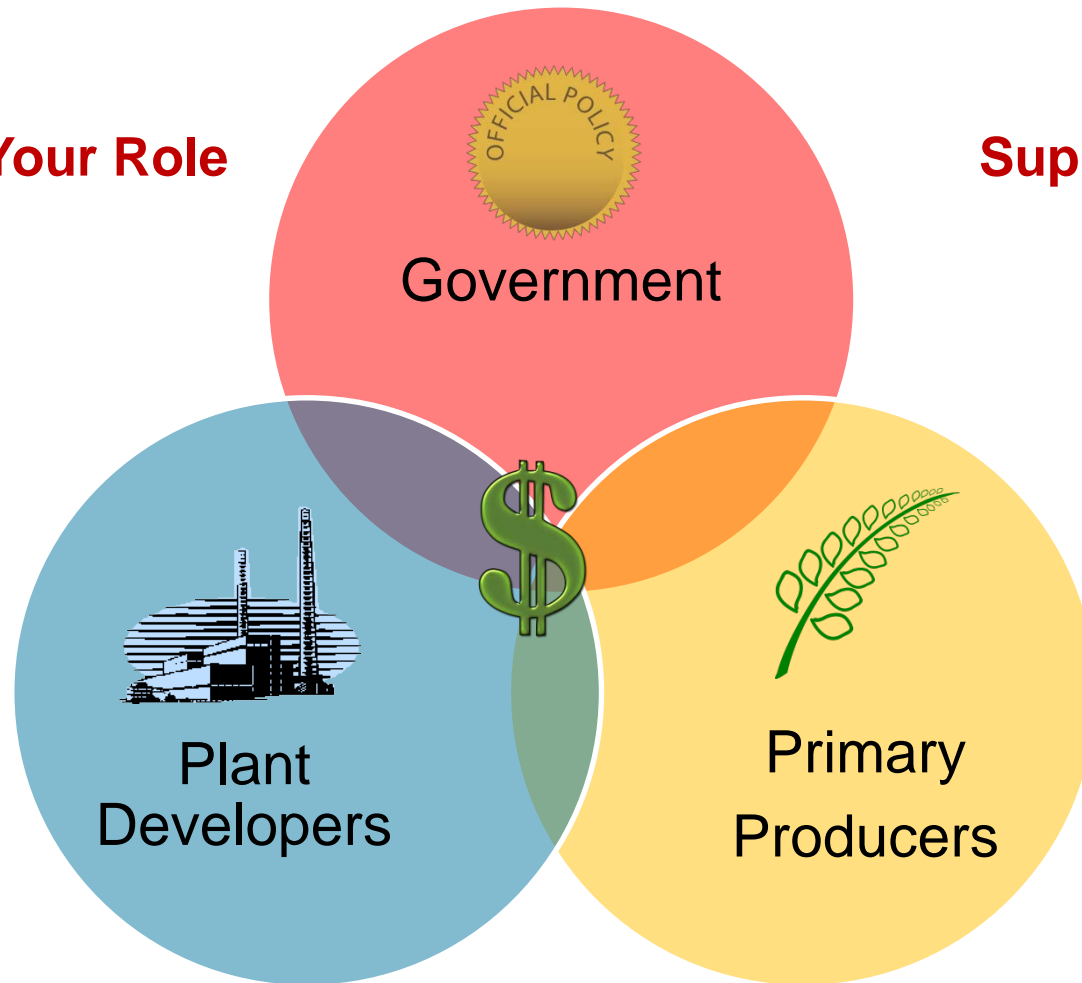 OFFICIAL POLICY
Your Role
Sup
Government
Plant
Developers
Primary
Producers